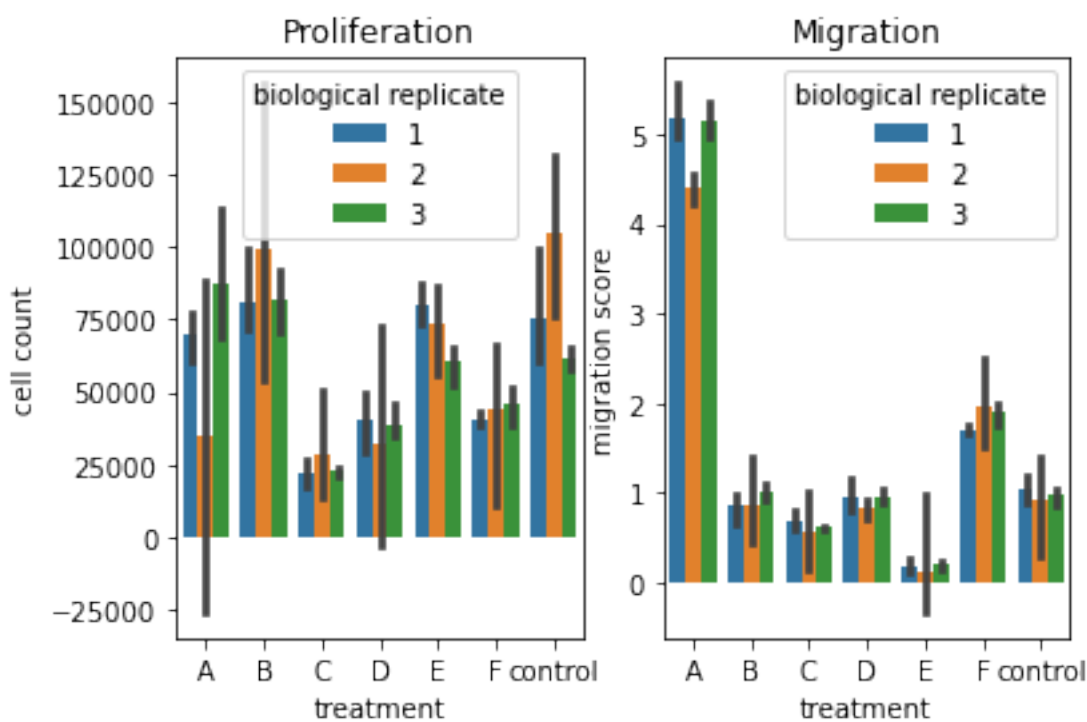 Proliferation
biological replicate
1
2
3
150000
125000
100000
75000
50000
25000
0
−25000
cell count
A B C D E F control
treatment
Migration
biological replicate
1
2
3
5
4
3
2
1
0
migration score
A B C D E F control
treatment